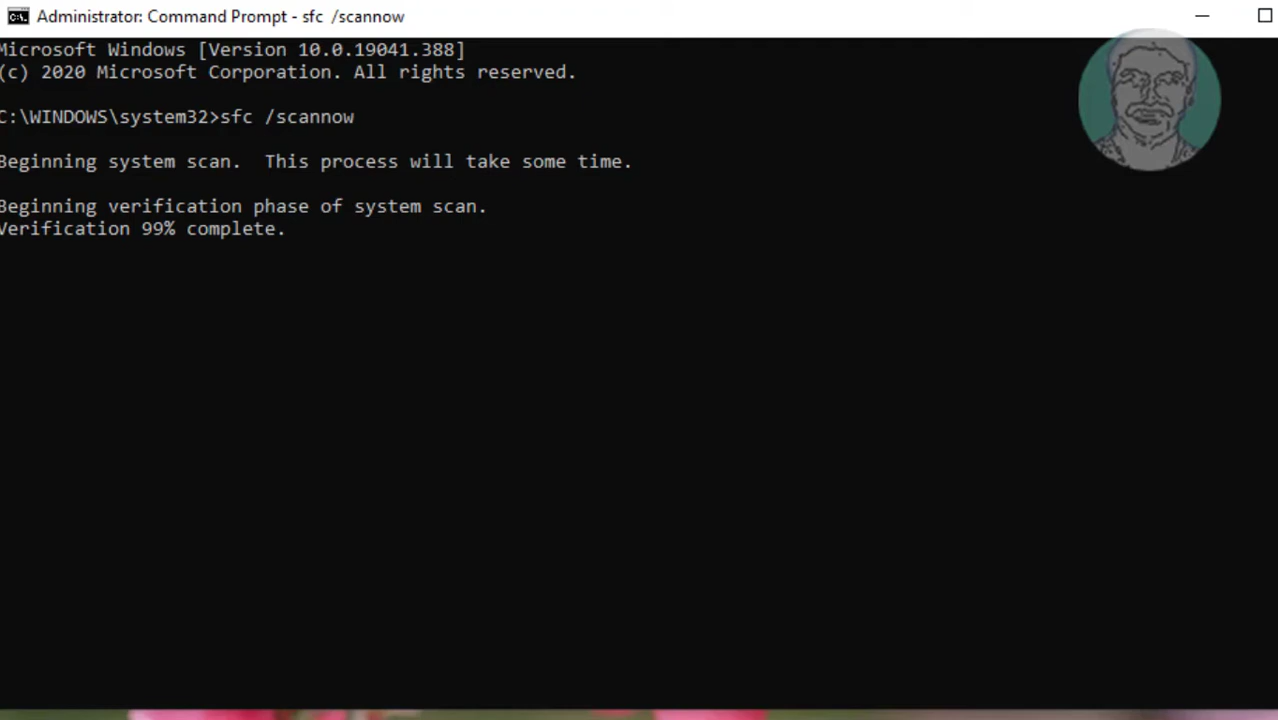 Administrator: Command Prompt - sfc /scannow
Microsoft Windows [Version 10.0.19041.388]
(c) 2020 Microsoft Corporation. All rights reserved.
C:\WINDOWS\system32>sfc /scannow
Beginning system scan.  This process will take some time.
Beginning verification phase of system scan.
Verification 99% complete.